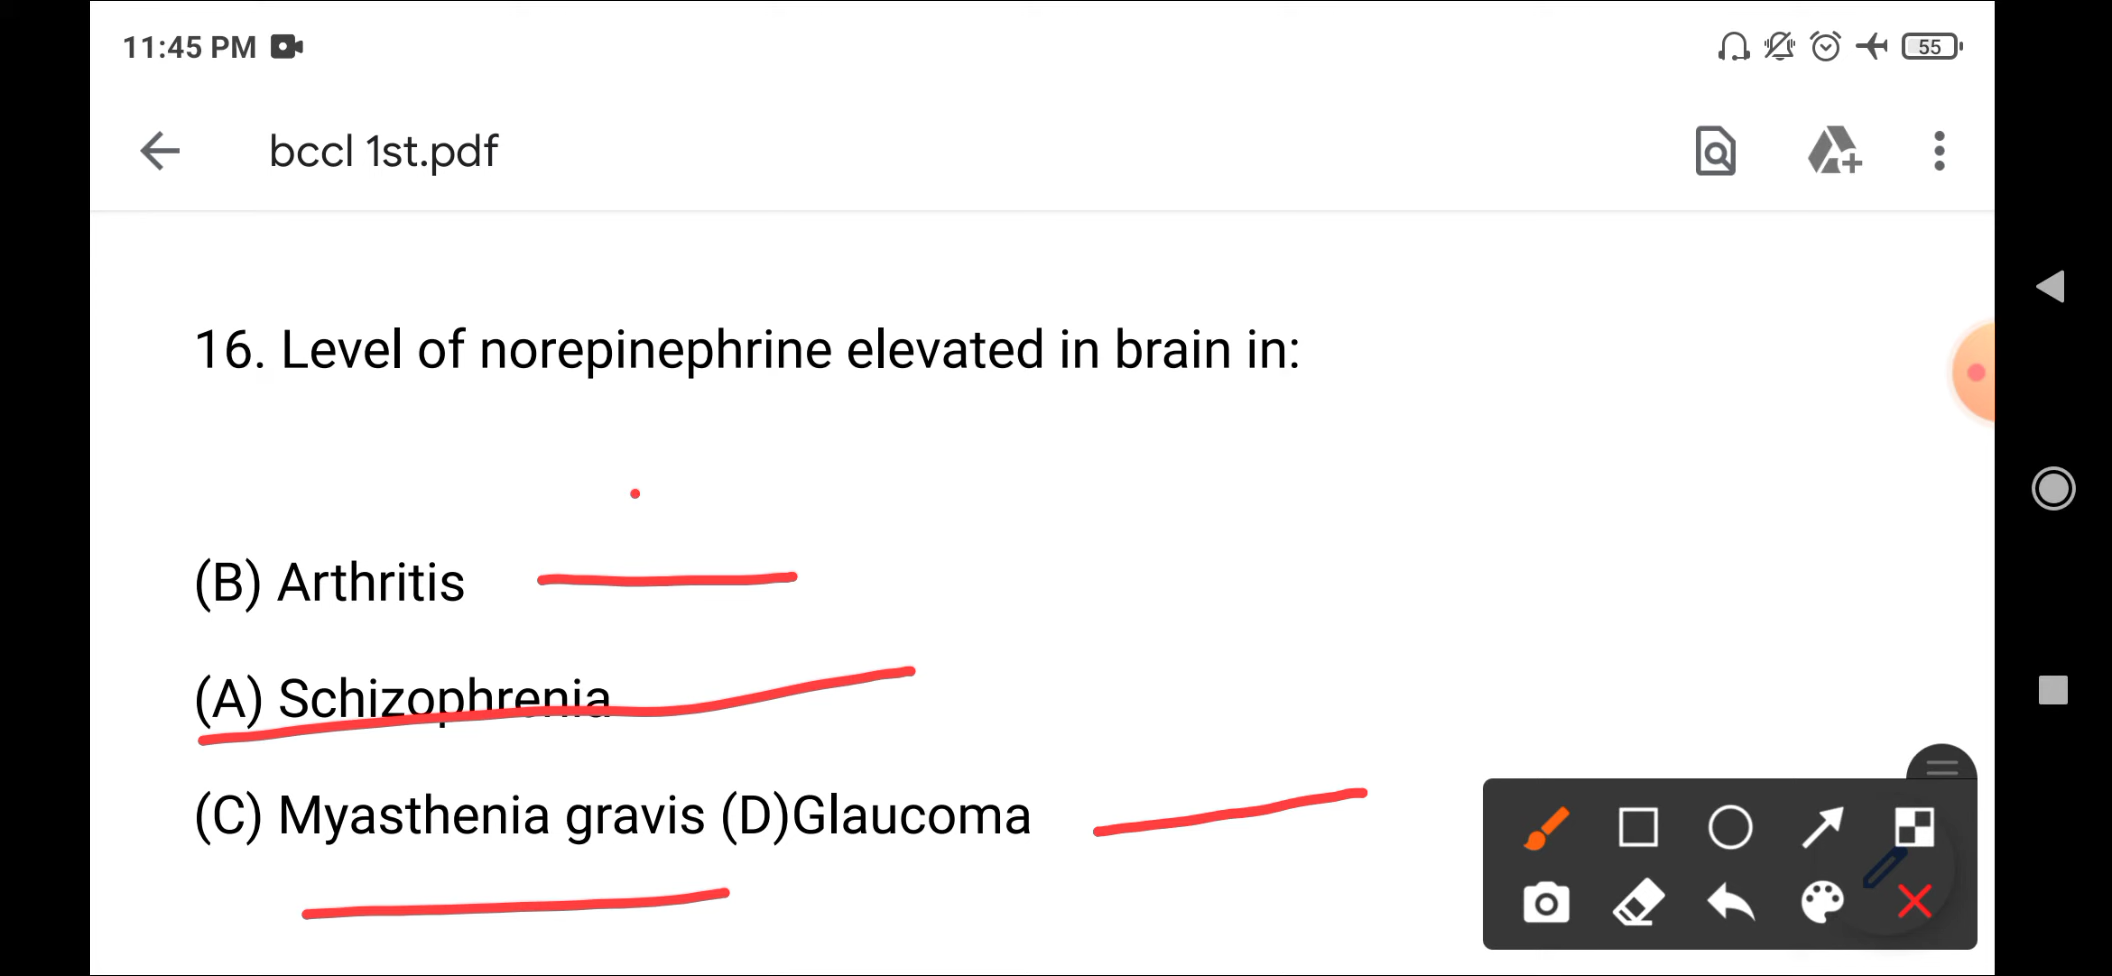 11:45 PM
55
bccl 1st.pdf
16. Level of norepinephrine elevated in brain in:
(B) Arthritis
(A) Schizophrenia
(C) Myasthenia gravis (D)Glaucoma